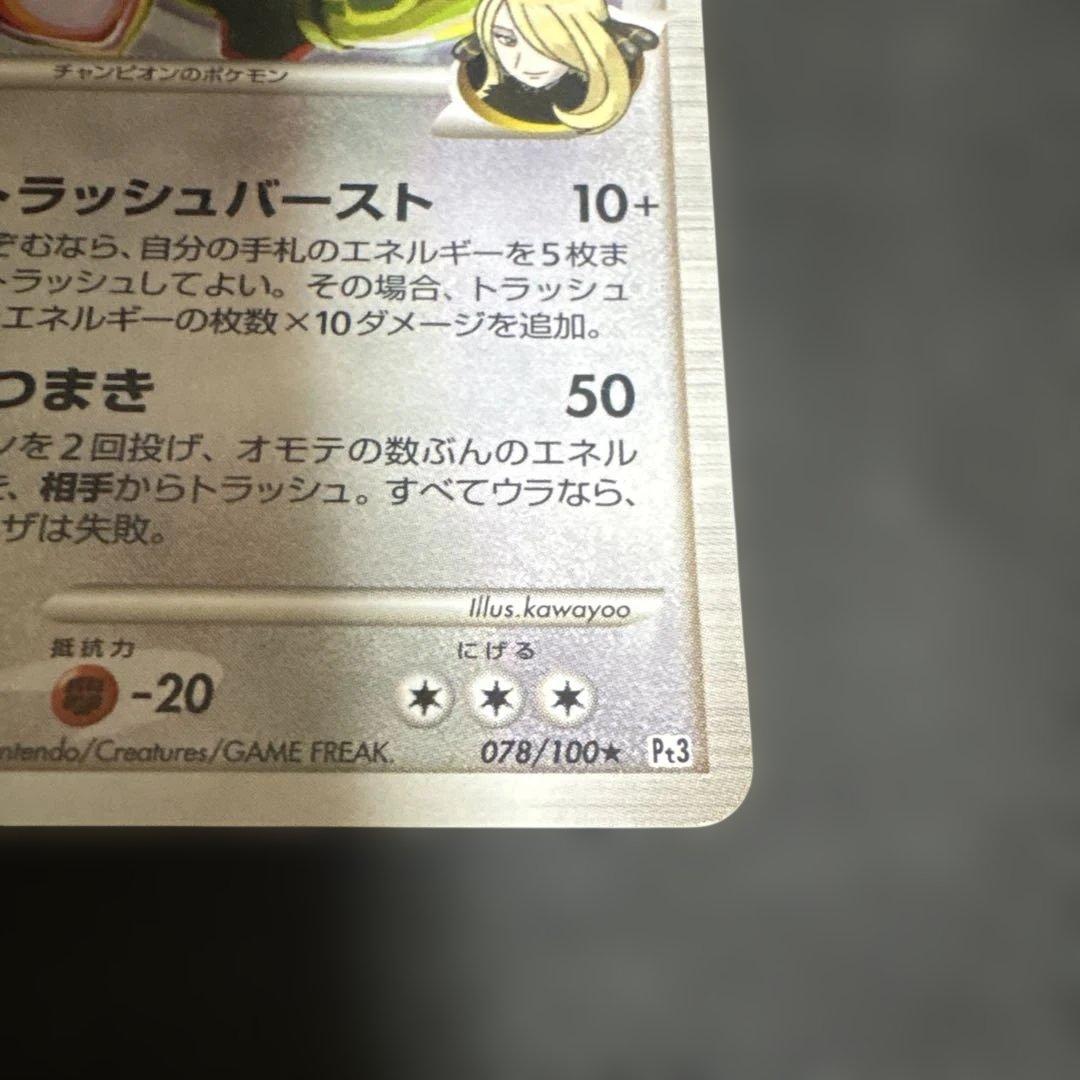 チャンピオンのポケモン
トラッシュバースト 10+
ぞむなら、自分の手札のエネルギーを5枚ま
トラッシュしてよい。その場合、トラッシュ
エネルギーの枚数×10ダメージを追加。
つまき 50
ンを2回投げ、オモテの数ぶんのエネル
を、相手からトラッシュ。すべてウラなら、
ザは失敗。
Illus.kawayoo
抵抗力 にげる
-20
ntendo/Creatures/GAME FREAK. 078/100★ Pt3